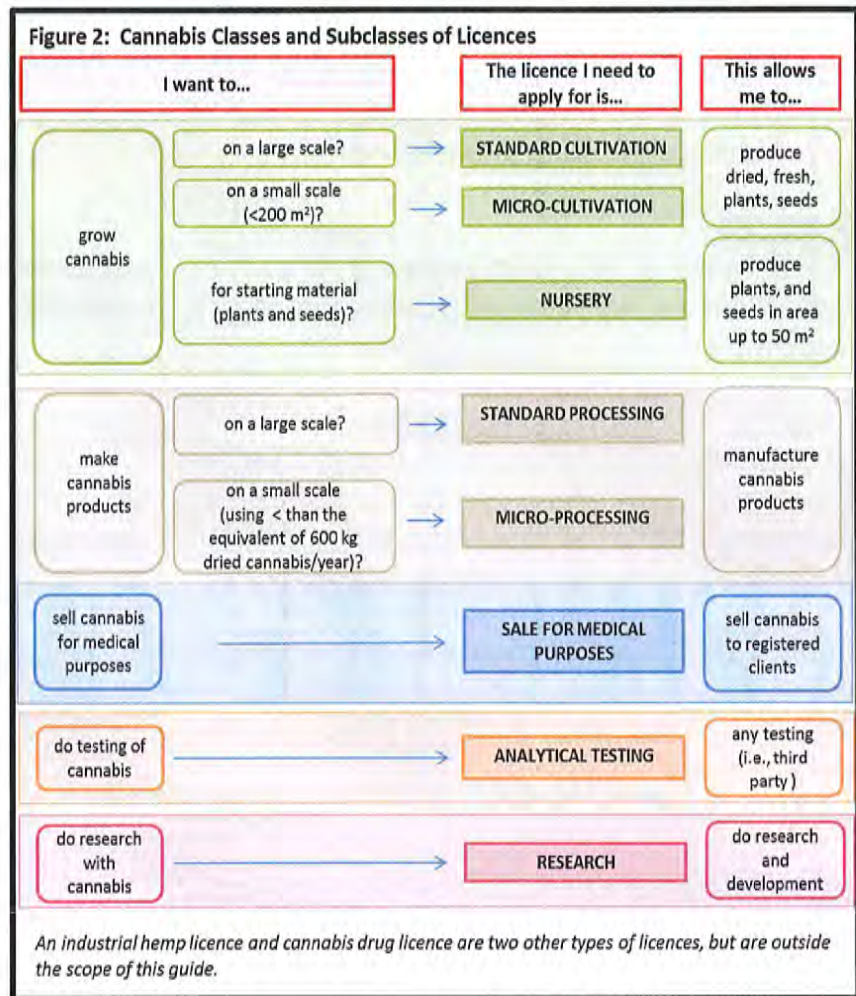 Figure 2: Cannabis Classes and Subclasses of Licences
I want to...
The licence I need to
apply for is...
This allows
me to...
grow
cannabis
on a large scale?
STANDARD CULTIVATION
on a small scale
(<200 m²)?
MICRO-CULTIVATION
produce
dried, fresh,
plants, seeds
for starting material
(plants and seeds)?
NURSERY
produce
plants, and
seeds in area
up to 50 m²
make
cannabis
products
on a large scale?
STANDARD PROCESSING
on a small scale
(using < than the
equivalent of 600 kg
dried cannabis/year)?
MICRO-PROCESSING
manufacture
cannabis
products
sell cannabis
for medical
purposes
SALE FOR MEDICAL
PURPOSES
sell cannabis
to registered
clients
do testing of
cannabis
ANALYTICAL TESTING
any testing
(i.e., third
party )
do research
with
cannabis
RESEARCH
do research
and
development
An industrial hemp licence and cannabis drug licence are two other types of licences, but are outside
the scope of this guide.